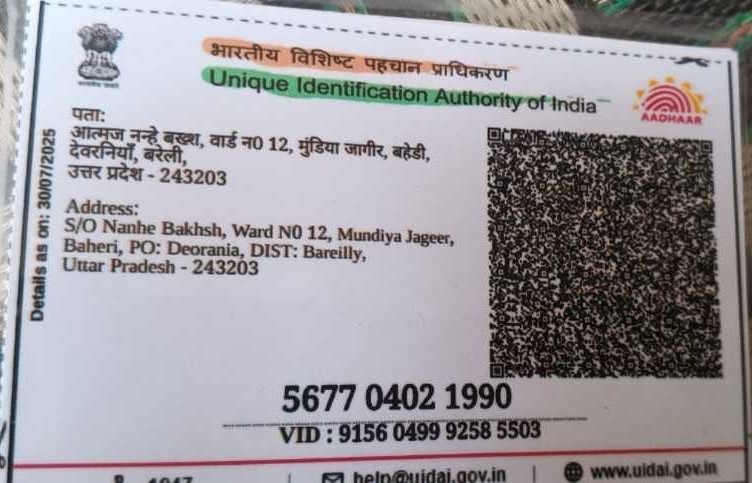 भारतीय विशिष्ट पहचान प्राधिकरण
Unique Identification Authority of India
AADHAAR
Details as on: 30/07/2025
पता:
आत्मज नन्हे बख्श, वार्ड न0 12, मुंडिया जागीर, बहेडी,
देवरनियाँ, बरेली,
उत्तर प्रदेश - 243203
Address:
S/O Nanhe Bakhsh, Ward N0 12, Mundiya Jageer,
Baheri, PO: Deorania, DIST: Bareilly,
Uttar Pradesh - 243203
5677 0402 1990
VID : 9156 0499 9258 5503
1947 | help@uidai.gov.in | www.uidai.gov.in